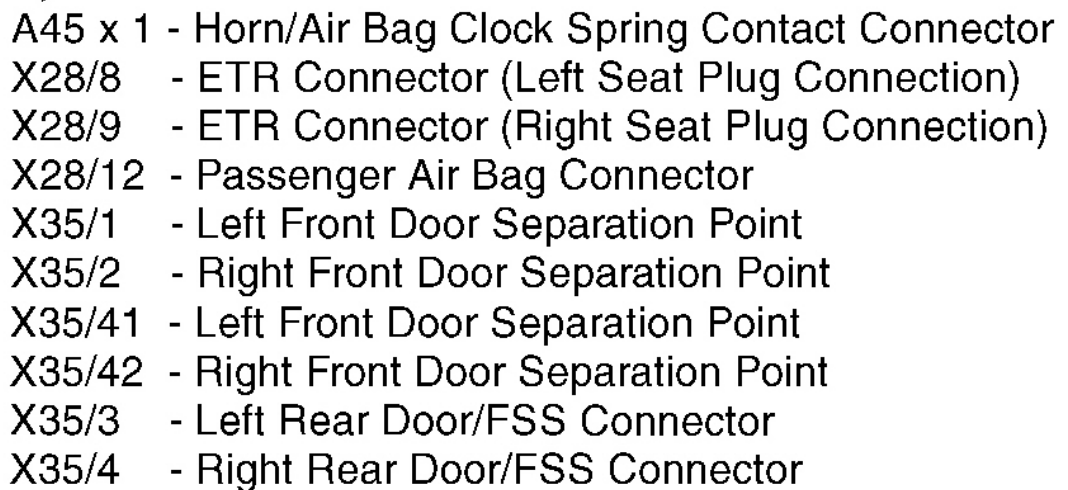 A45 x 1 - Horn/Air Bag Clock Spring Contact Connector
X28/8 - ETR Connector (Left Seat Plug Connection)
X28/9 - ETR Connector (Right Seat Plug Connection)
X28/12 - Passenger Air Bag Connector
X35/1 - Left Front Door Separation Point
X35/2 - Right Front Door Separation Point
X35/41 - Left Front Door Separation Point
X35/42 - Right Front Door Separation Point
X35/3 - Left Rear Door/FSS Connector
X35/4 - Right Rear Door/FSS Connector